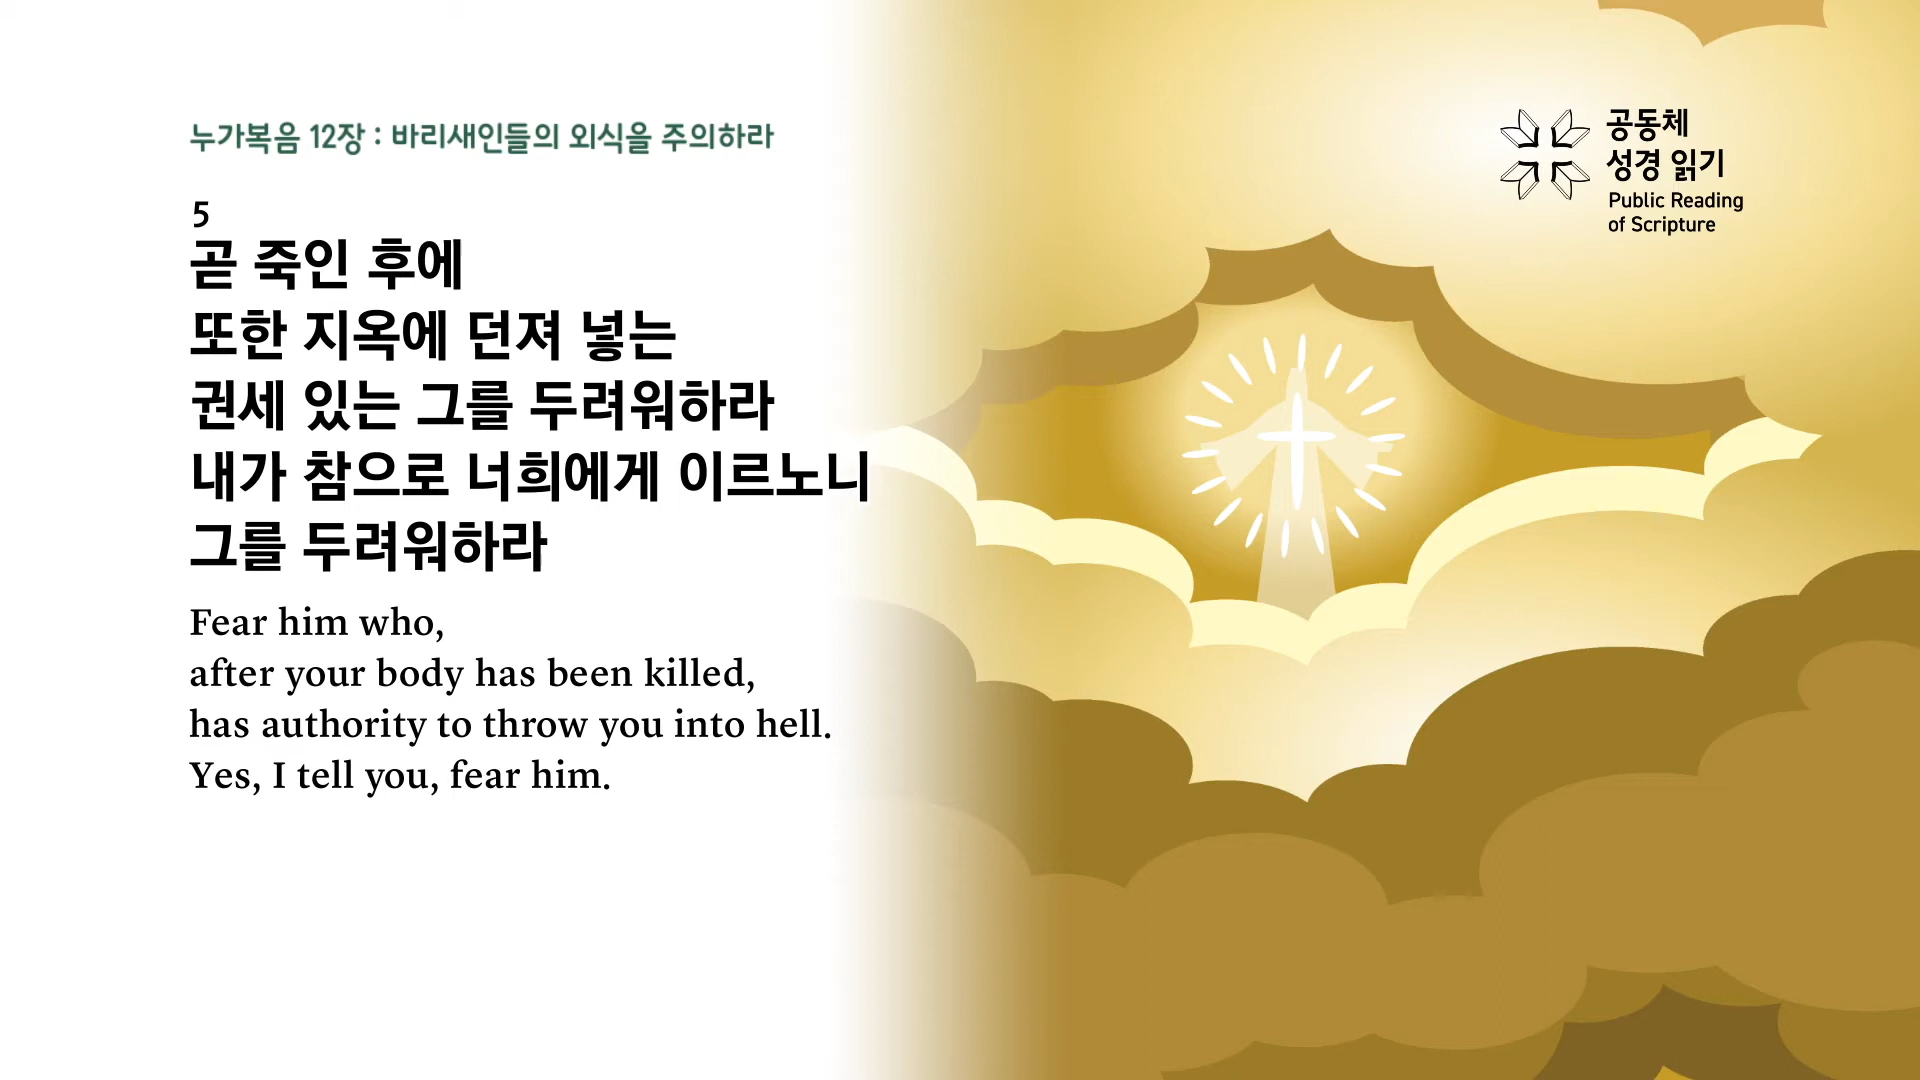 누가복음 12장 : 바리새인들의 외식을 주의하라
5
곧 죽인 후에
또한 지옥에 던져 넣는
권세 있는 그를 두려워하라
내가 참으로 너희에게 이르노니
그를 두려워하라
Fear him who,
after your body has been killed,
has authority to throw you into hell.
Yes, I tell you, fear him.
공동체
성경 읽기
Public Reading
of Scripture